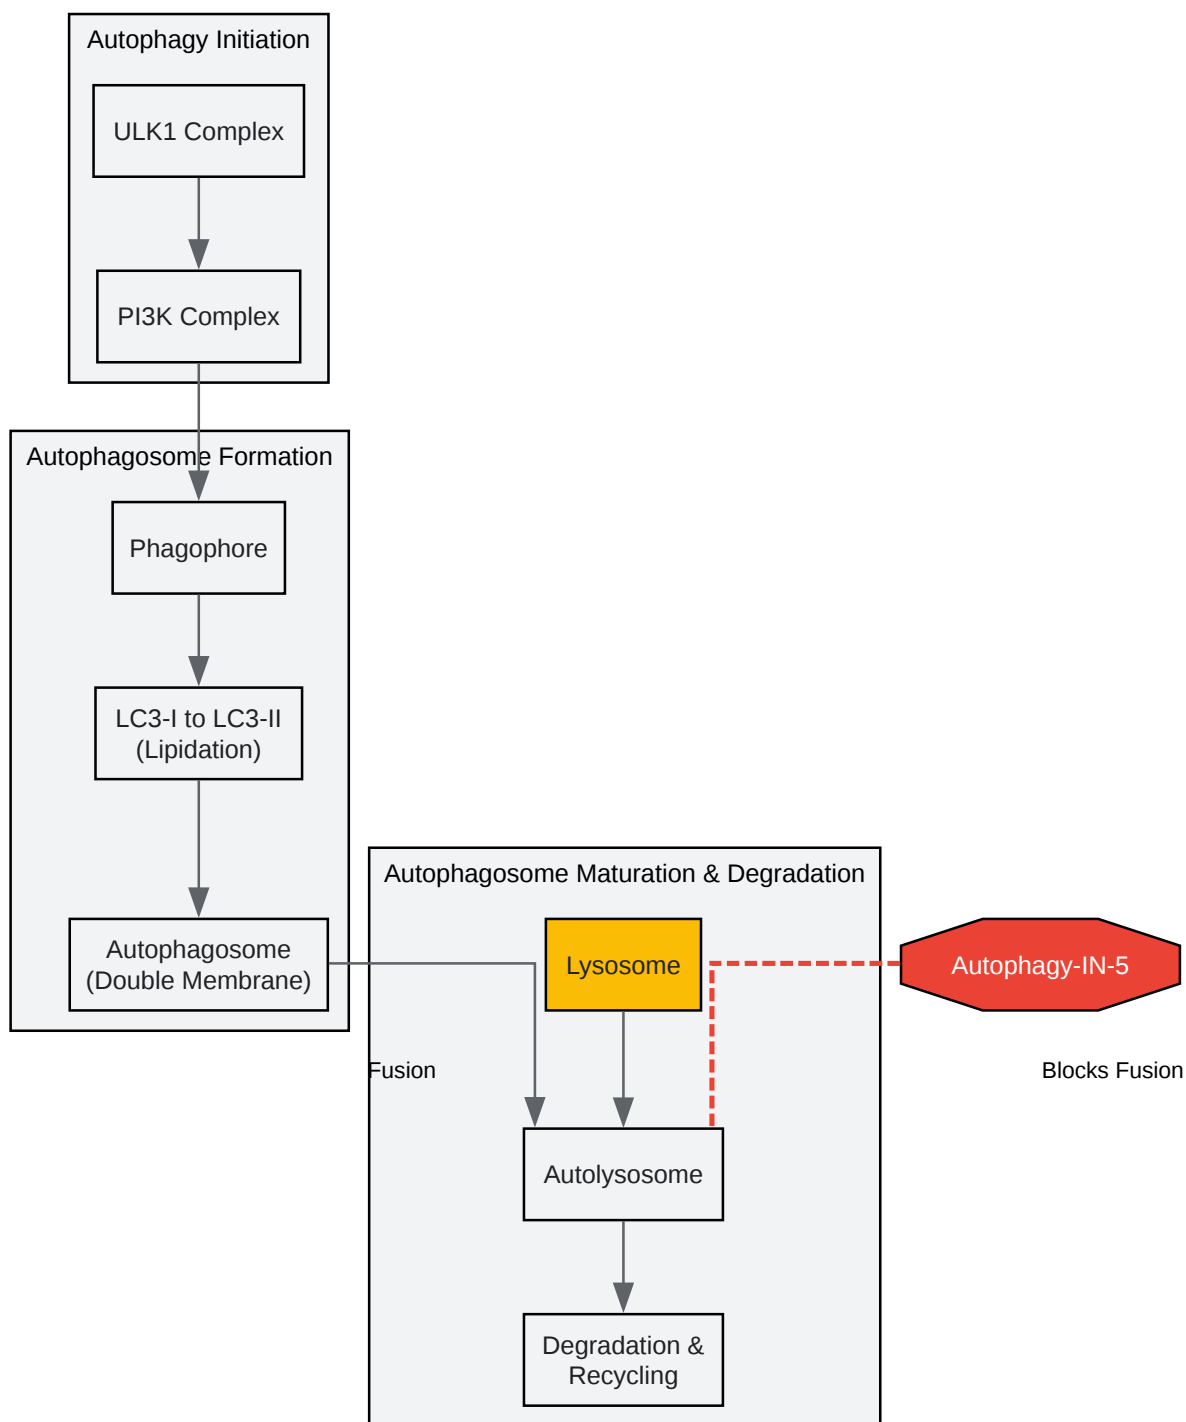 Autophagy Initiation
ULK1 Complex
PI3K Complex
Autophagosome Formation
Phagophore
LC3-I to LC3-II
(Lipidation)
Autophagosome
(Double Membrane)
Autophagosome Maturation & Degradation
Lysosome
Autophagy-IN-5
Fusion
Blocks Fusion
Autolysosome
Degradation &
Recycling